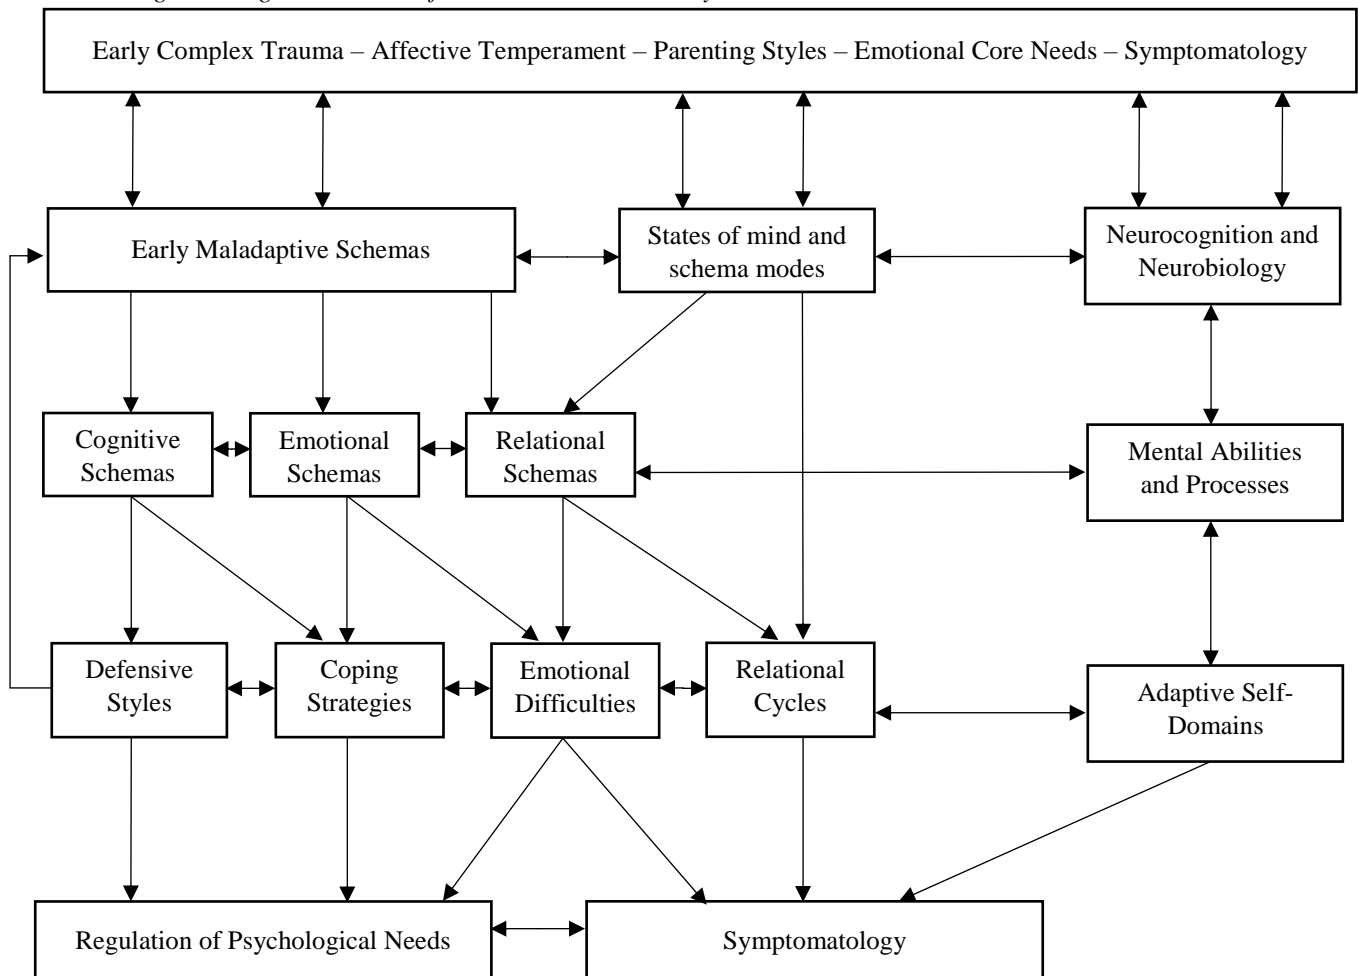 Early Complex Trauma – Affective Temperament – Parenting Styles – Emotional Core Needs – Symptomatology
Early Maladaptive Schemas
States of mind and
schema modes
Neurocognition and
Neurobiology
Cognitive
Schemas
Emotional
Schemas
Relational
Schemas
Mental Abilities
and Processes
Defensive
Styles
Coping
Strategies
Emotional
Difficulties
Relational
Cycles
Adaptive Self-
Domains
Regulation of Psychological Needs
Symptomatology